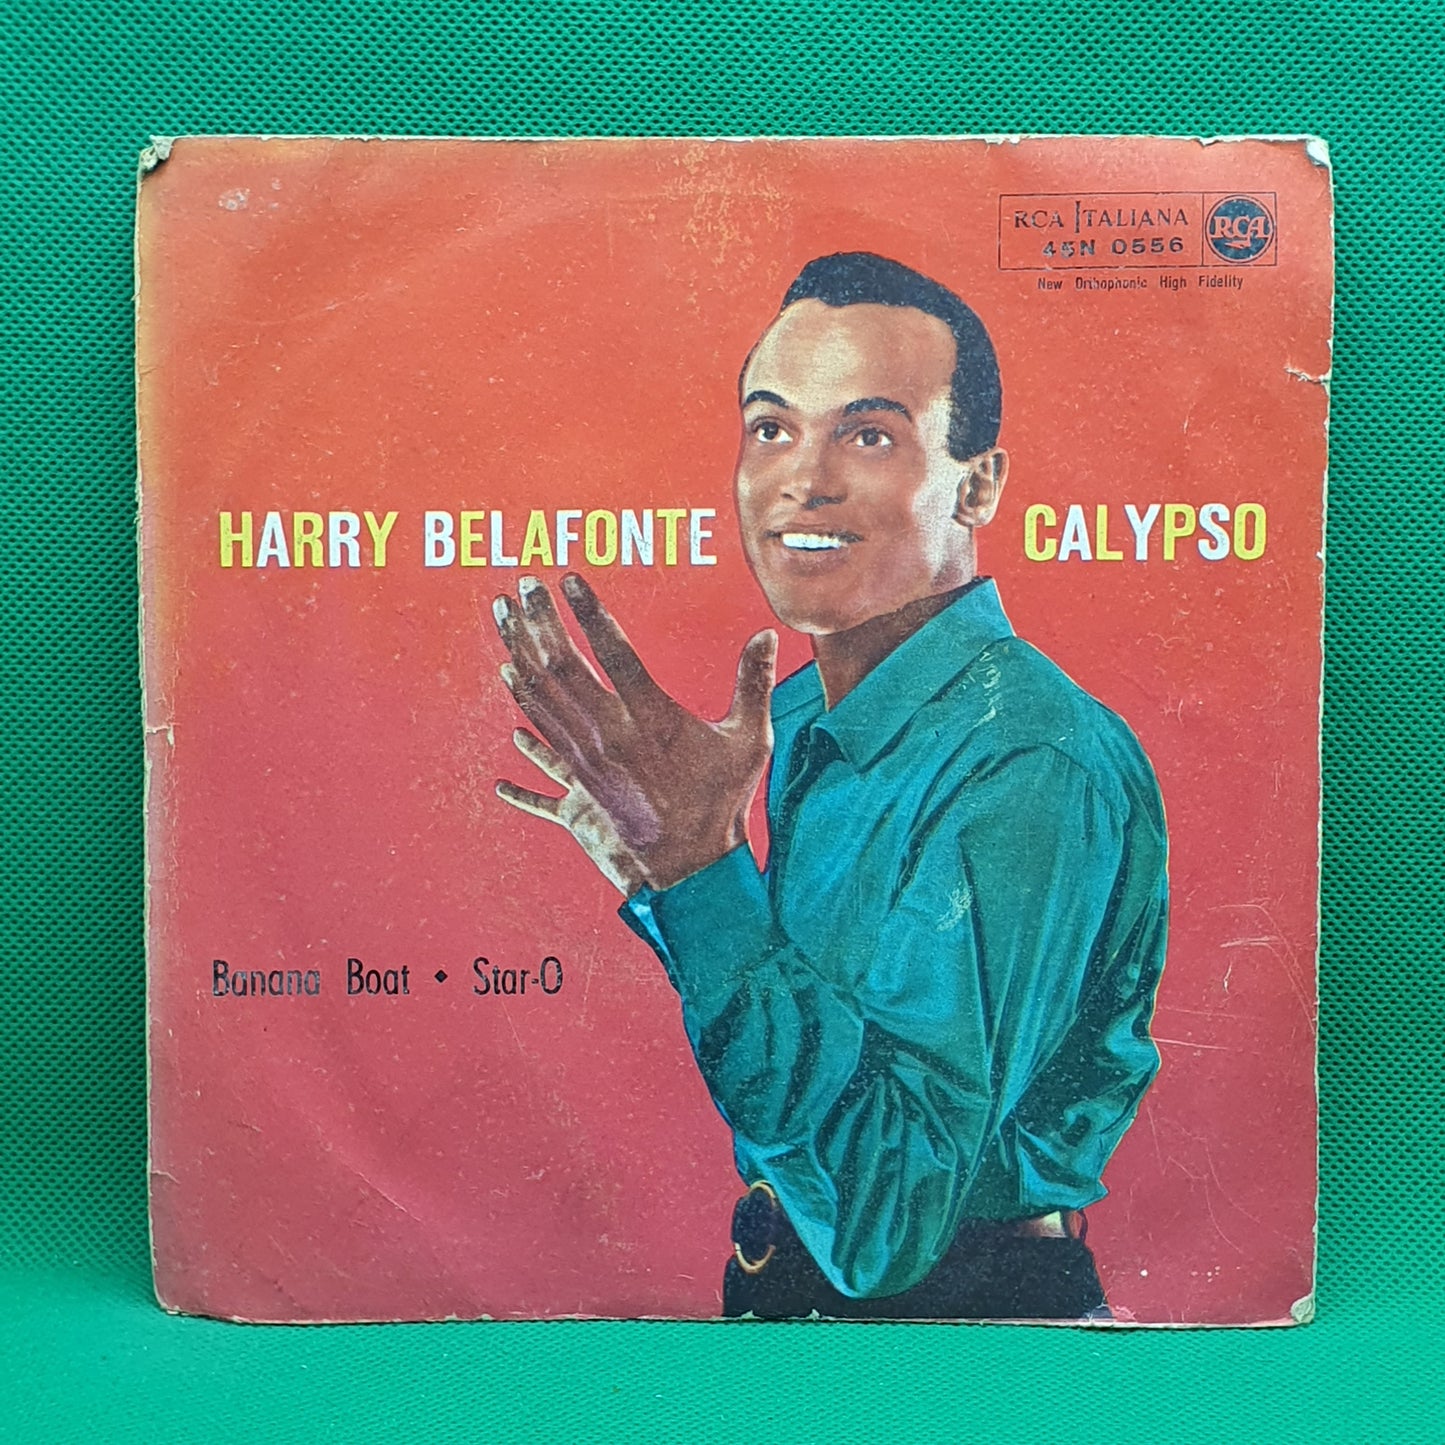 RCA ITALIANA
45N 0556
RCA
New Orthophonic High Fidelity
HARRY BELAFONTE CALYPSO
Banana Boat • Star-O